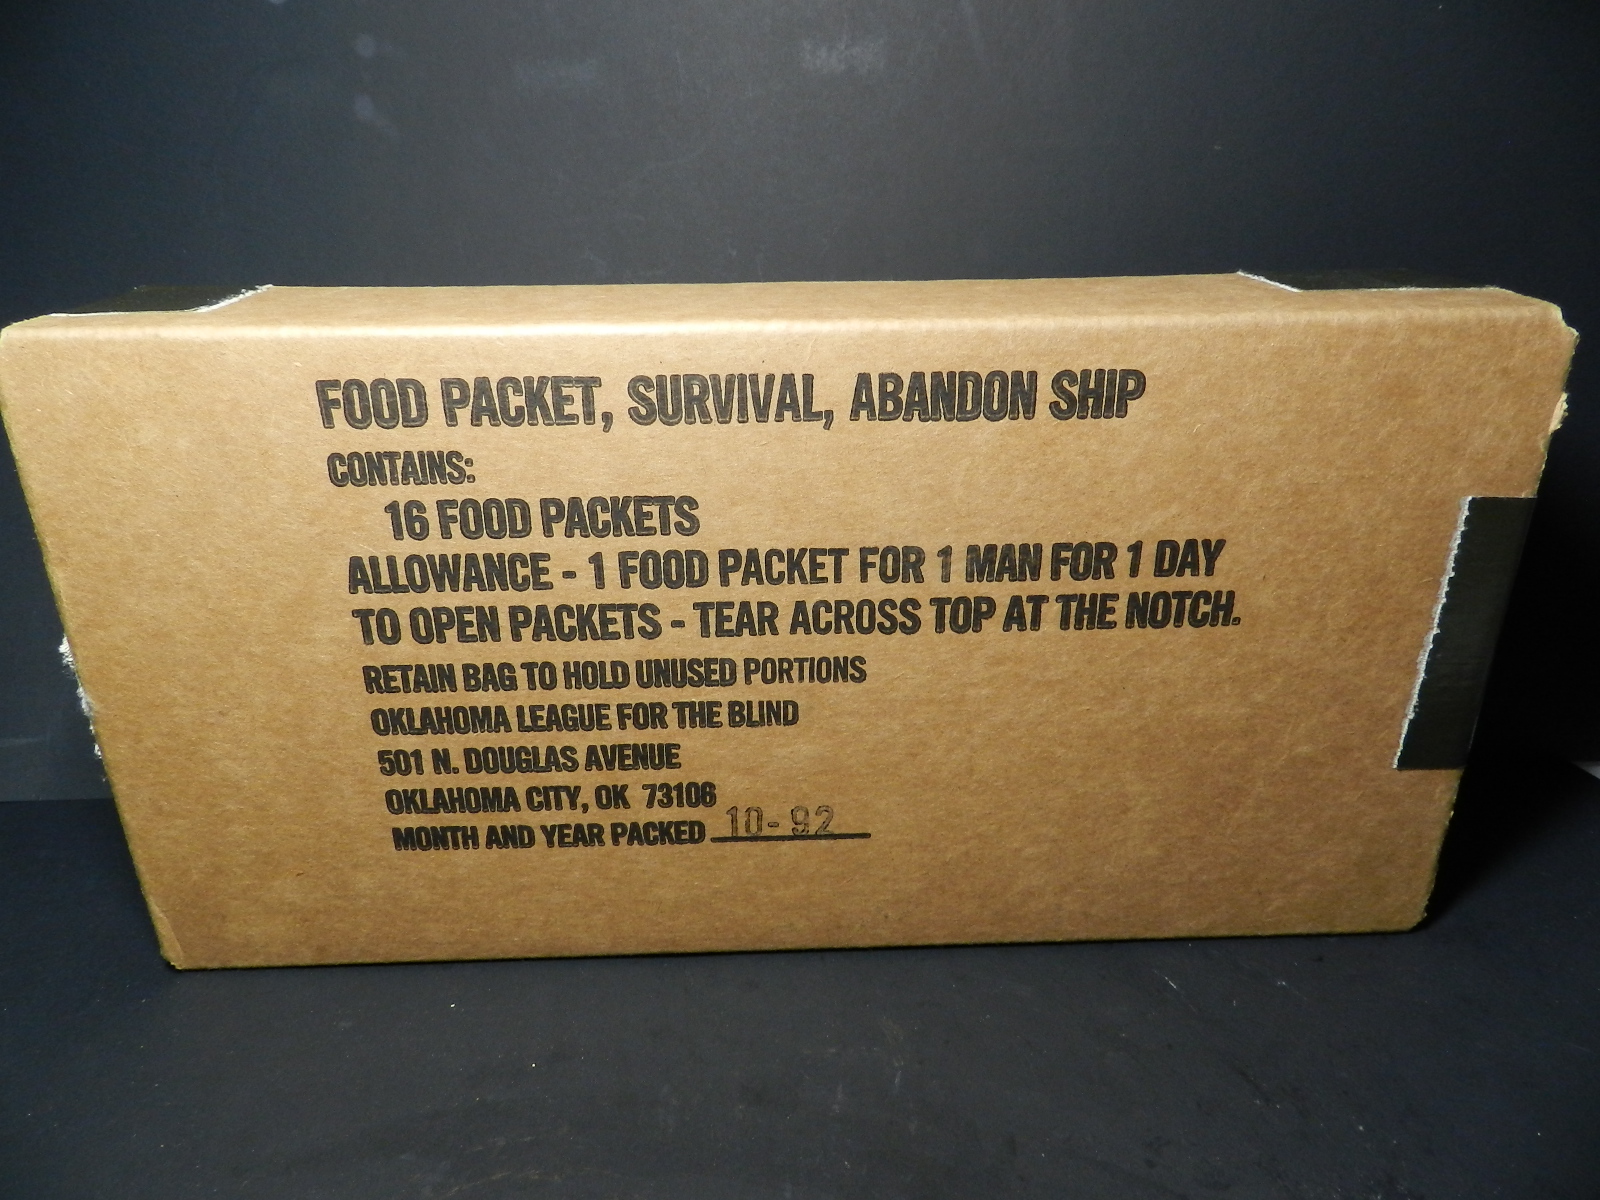 FOOD PACKET, SURVIVAL, ABANDON SHIP
CONTAINS:
16 FOOD PACKETS
ALLOWANCE - 1 FOOD PACKET FOR 1 MAN FOR 1 DAY
TO OPEN PACKETS - TEAR ACROSS TOP AT THE NOTCH.
RETAIN BAG TO HOLD UNUSED PORTIONS
OKLAHOMA LEAGUE FOR THE BLIND
501 N. DOUGLAS AVENUE
OKLAHOMA CITY, OK 73106
MONTH AND YEAR PACKED 10-92